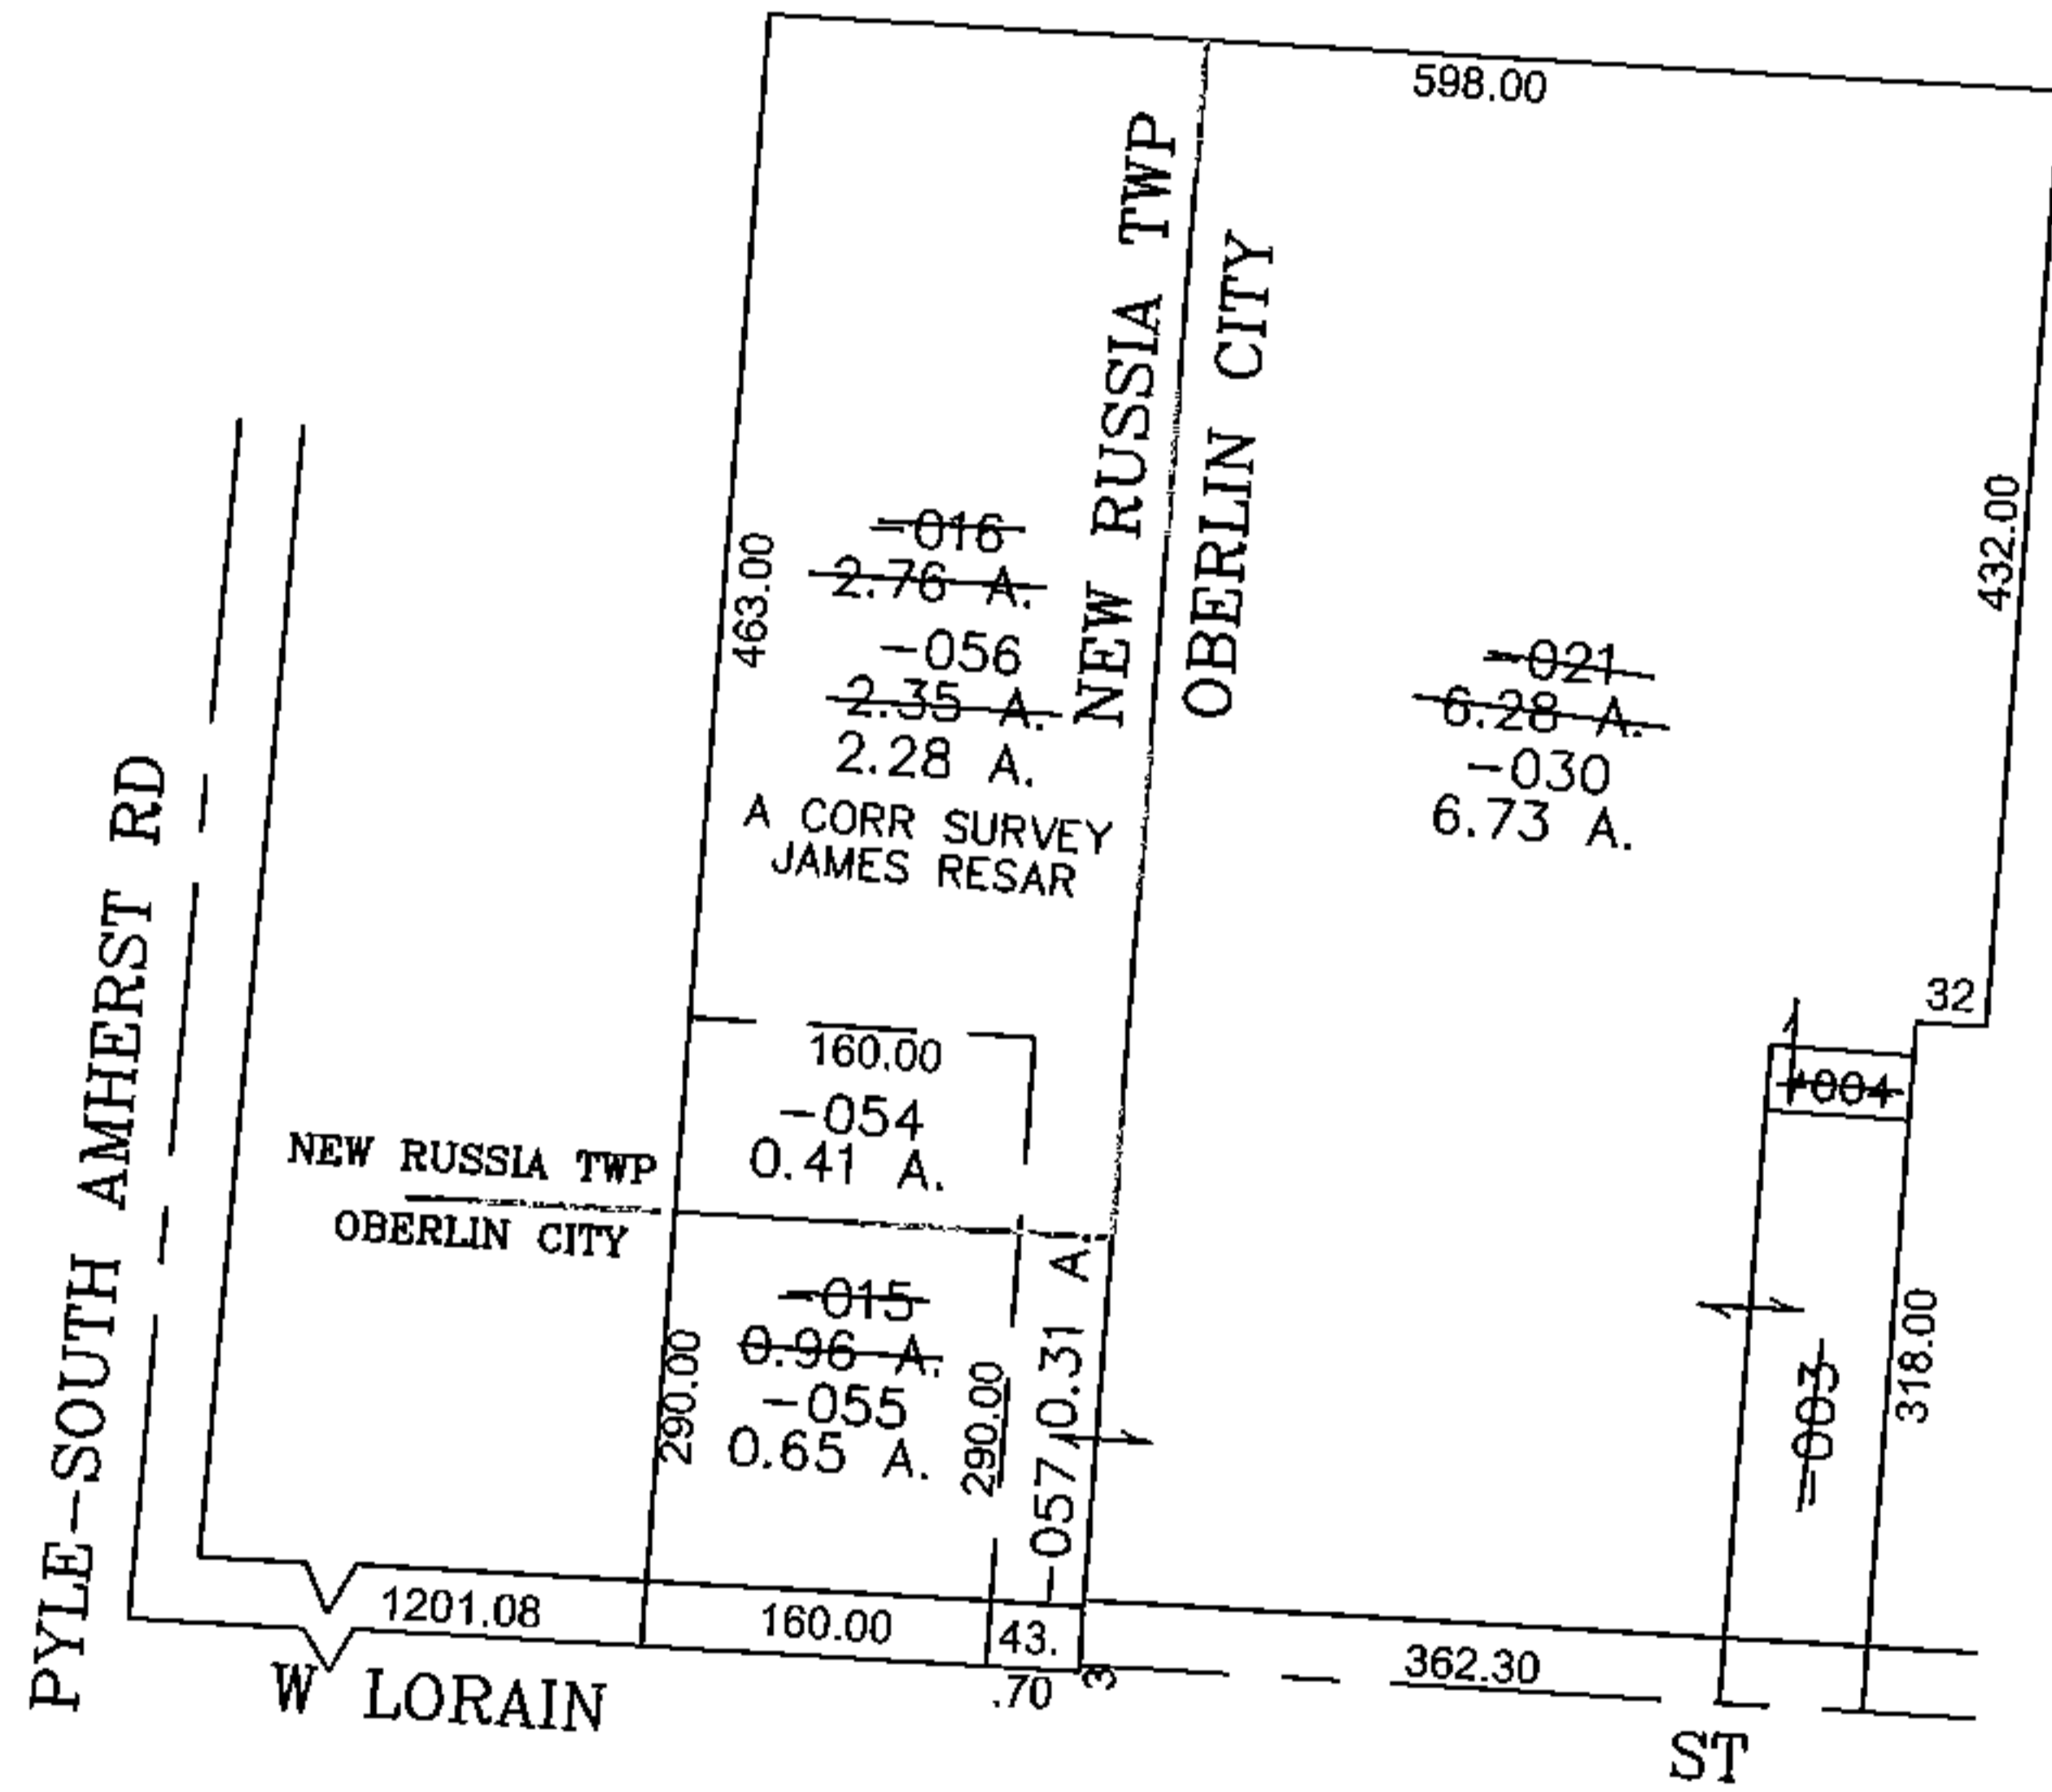 598.00
NEW RUSSIA TWP
OBERLIN CITY
463.00
432.00
-016
2.76 A.
-056
2.35 A.
2.28 A.
A CORR SURVEY
JAMES RESAR
-021
6.28 A.
-030
6.73 A.
PYLE-SOUTH AMHERST RD
32
160.00
-054
0.41 A.
-004
NEW RUSSIA TWP
OBERLIN CITY
-015
0.96 A.
-055
0.65 A.
290.00
290.00
-057 0.31 A.
318.00
-003
1201.08
160.00
43.
.70
3
362.30
W LORAIN
ST